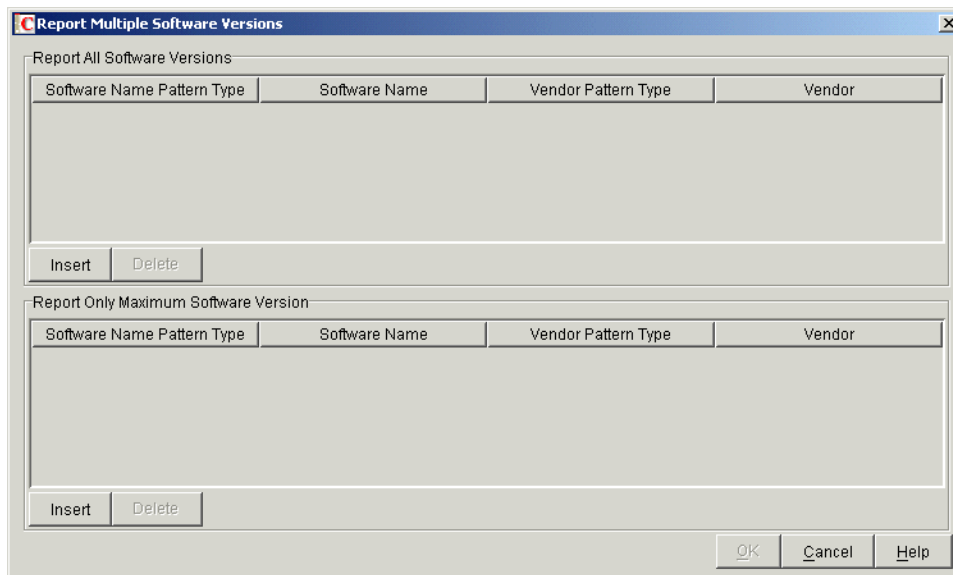 Report Multiple Software Versions
Report All Software Versions
Software Name Pattern Type Software Name Vendor Pattern Type Vendor
Insert Delete
Report Only Maximum Software Version
Software Name Pattern Type Software Name Vendor Pattern Type Vendor
Insert Delete
OK Cancel Help